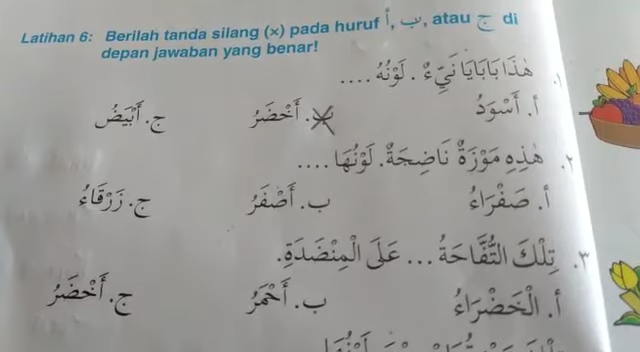 Latihan 6: Berilah tanda silang (×) pada huruf أ, ب, atau ج di
depan jawaban yang benar!
١. هٰذَا بَابَايَا نَيِّءٌ. لَوْنُهُ ....
أ. أَسْوَدُ ب. أَخْضَرُ ج. أَبْيَضُ
٢. هٰذِهِ مَوْزَةٌ نَاضِجَةٌ. لَوْنُهَا ....
أ. صَفْرَاءُ ب. أَصْفَرُ ج. زَرْقَاءُ
٣. تِلْكَ التُّفَّاحَةُ ... عَلَى الْمِنْضَدَةِ.
أ. الْخَضْرَاءُ ب. أَحْمَرُ ج. أَخْضَرُ